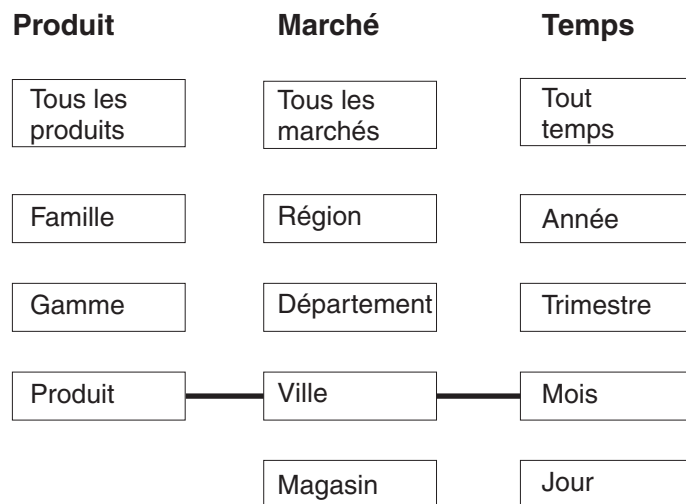 Produit Marché Temps
Tous les
produits
Tous les
marchés
Tout
temps
Famille Région Année
Gamme Département Trimestre
Produit Ville Mois
Magasin Jour